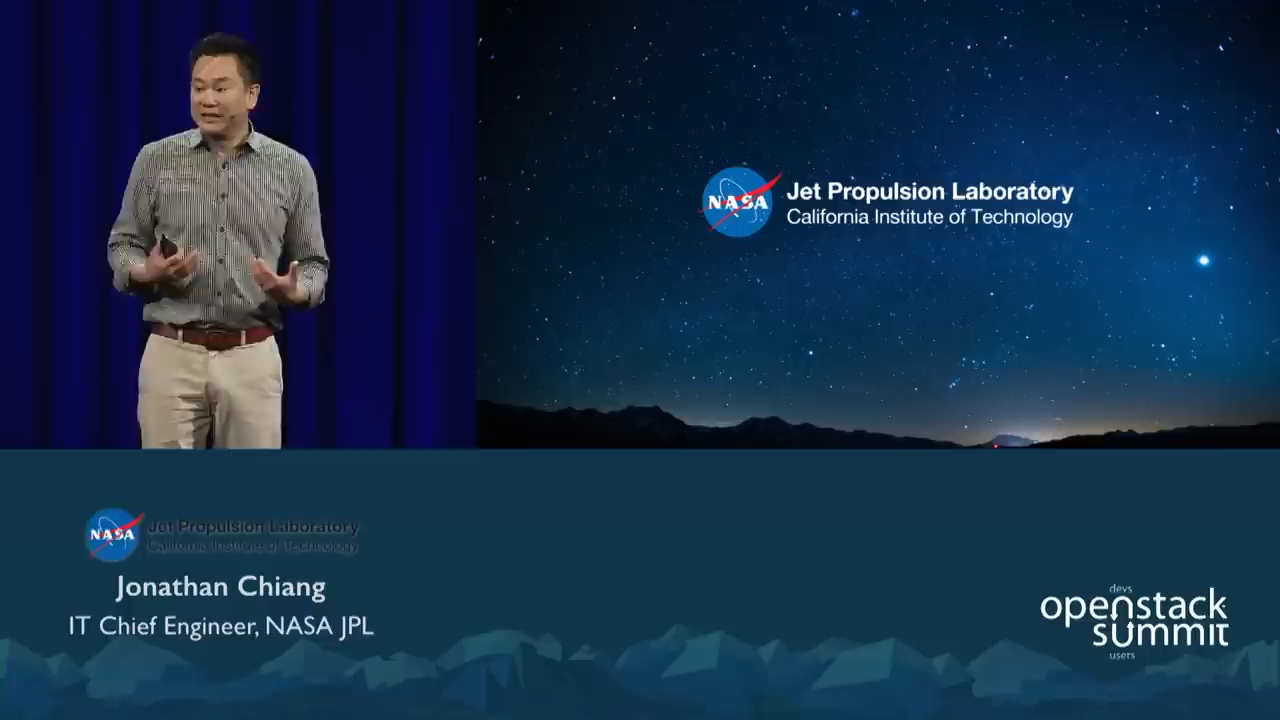 NASA
Jet Propulsion Laboratory
California Institute of Technology
NASA
Jet Propulsion Laboratory
California Institute of Technology
Jonathan Chiang
IT Chief Engineer, NASA JPL
devs
openstack
summit
users